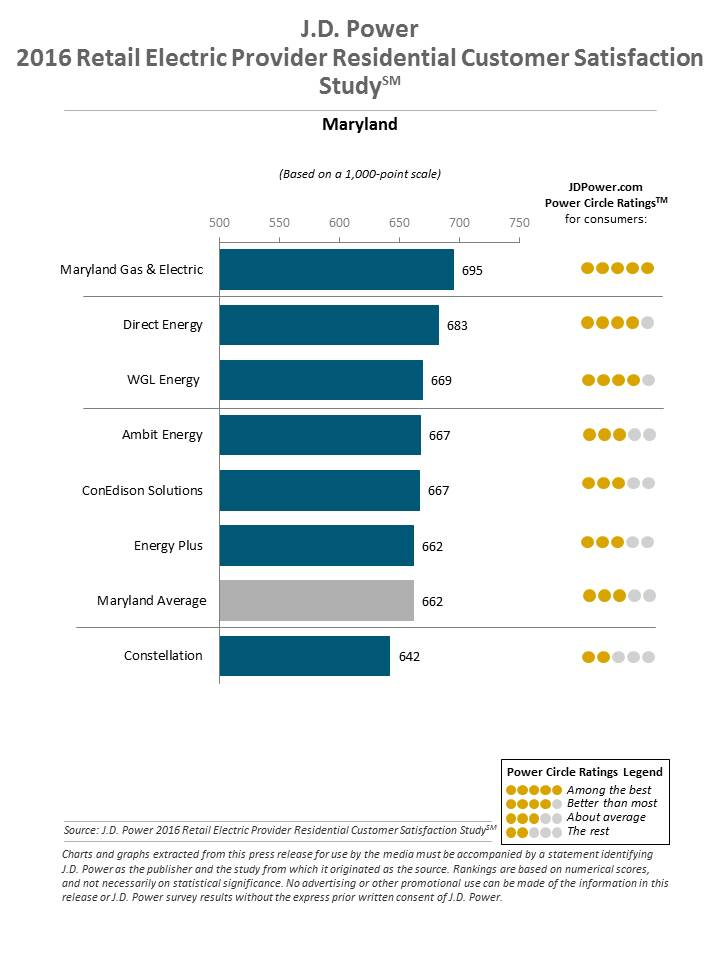 J.D. Power
2016 Retail Electric Provider Residential Customer Satisfaction
StudySM
Maryland
(Based on a 1,000-point scale)
JDPower.com
Power Circle RatingsTM
for consumers:
500 550 600 650 700 750
Maryland Gas & Electric 695
Direct Energy 683
WGL Energy 669
Ambit Energy 667
ConEdison Solutions 667
Energy Plus 662
Maryland Average 662
Constellation 642
Power Circle Ratings Legend
Among the best
Better than most
About average
The rest
Source: J.D. Power 2016 Retail Electric Provider Residential Customer Satisfaction StudySM
Charts and graphs extracted from this press release for use by the media must be accompanied by a statement identifying
J.D. Power as the publisher and the study from which it originated as the source. Rankings are based on numerical scores,
and not necessarily on statistical significance. No advertising or other promotional use can be made of the information in this
release or J.D. Power survey results without the express prior written consent of J.D. Power.